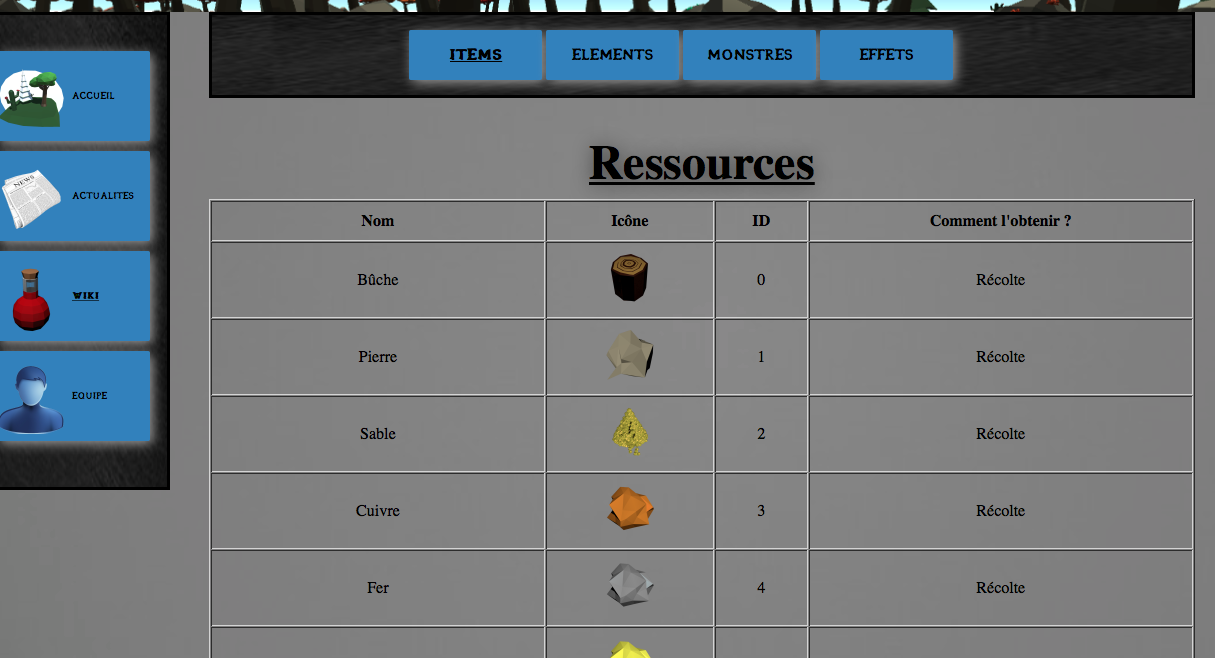 ITEMS ELEMENTS MONSTRES EFFETS
ACCUEIL
NEWS
ACTUALITES
WIKI
EQUIPE
Ressources
Nom Icône ID Comment l'obtenir ?
Bûche 0 Récolte
Pierre 1 Récolte
Sable 2 Récolte
Cuivre 3 Récolte
Fer 4 Récolte